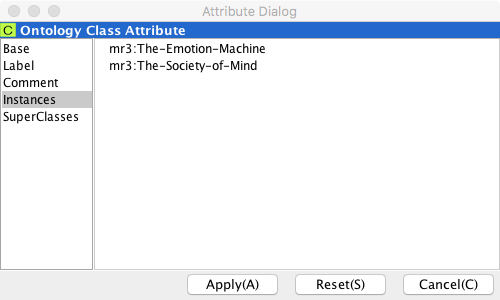 Attribute Dialog
C Ontology Class Attribute
Base
Label
Comment
Instances
SuperClasses
mr3:The-Emotion-Machine
mr3:The-Society-of-Mind
Apply(A)
Reset(S)
Cancel(C)